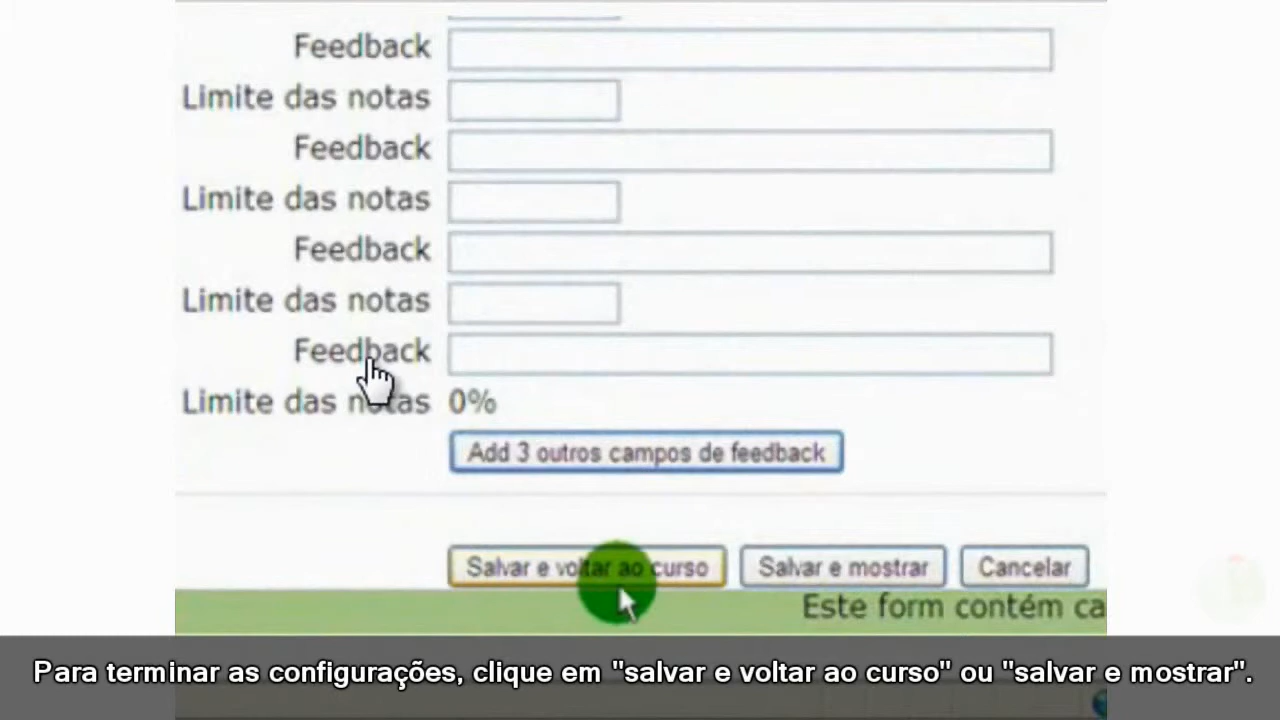 Feedback
Limite das notas
Feedback
Limite das notas
Feedback
Limite das notas
Feedback
Limite das notas 0%
Add 3 outros campos de feedback
Salvar e voltar ao curso Salvar e mostrar Cancelar
Este form contém ca
Para terminar as configurações, clique em "salvar e voltar ao curso" ou "salvar e mostrar".